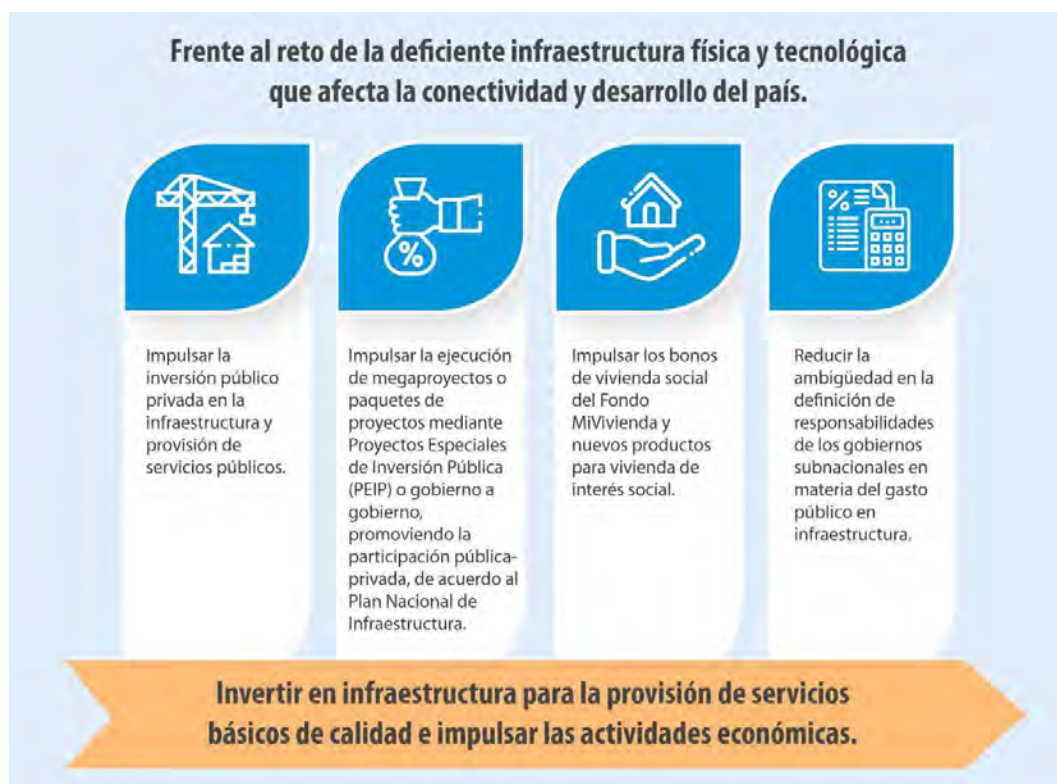 Frente al reto de la deficiente infraestructura física y tecnológica
que afecta la conectividad y desarrollo del país.
Impulsar la
inversión público
privada en la
infraestructura y
provisión de
servicios públicos.
Impulsar la ejecución
de megaproyectos o
paquetes de
proyectos mediante
Proyectos Especiales
de Inversión Pública
(PEIP) o gobierno a
gobierno,
promoviendo la
participación pública-
privada, de acuerdo al
Plan Nacional de
Infraestructura.
Impulsar los bonos
de vivienda social
del Fondo
MiVivienda y
nuevos productos
para vivienda de
interés social.
Reducir la
ambigüedad en la
definición de
responsabilidades
de los gobiernos
subnacionales en
materia del gasto
público en
infraestructura.
Invertir en infraestructura para la provisión de servicios
básicos de calidad e impulsar las actividades económicas.